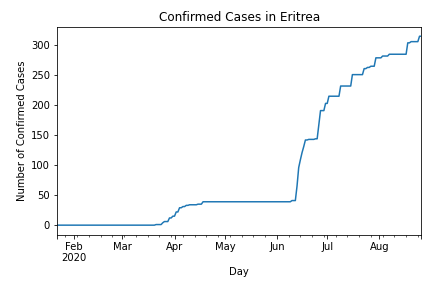 Confirmed Cases in Eritrea
Number of Confirmed Cases
300
250
200
150
100
50
0
Feb
2020
Mar
Apr
May
Jun
Jul
Aug
Day